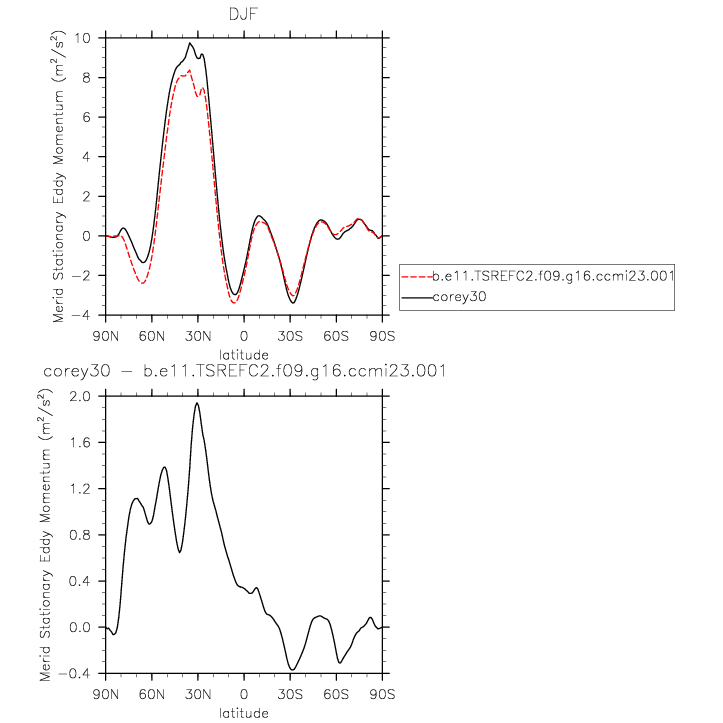 DJF
Merid Stationary Eddy Momentum (m²/s²)
10
8
6
4
2
0
−2
−4
90N 60N 30N 0 30S 60S 90S
latitude
b.e11.TSREFC2.f09.g16.ccmi23.001
corey30
corey30 − b.e11.TSREFC2.f09.g16.ccmi23.001
Merid Stationary Eddy Momentum (m²/s²)
2.0
1.6
1.2
0.8
0.4
0.0
−0.4
90N 60N 30N 0 30S 60S 90S
latitude